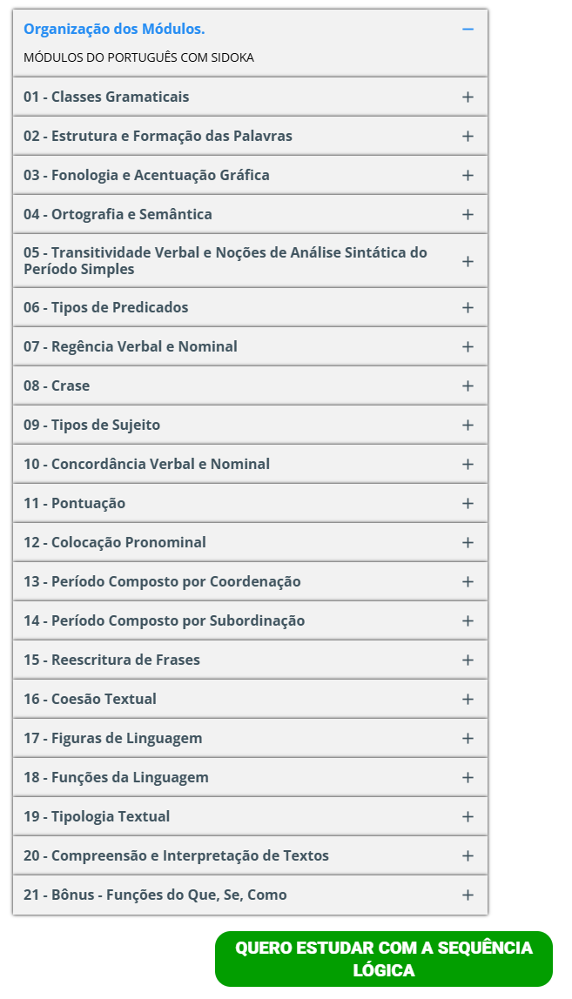 Organização dos Módulos.
MÓDULOS DO PORTUGUÊS COM SIDOKA
01 - Classes Gramaticais
02 - Estrutura e Formação das Palavras
03 - Fonologia e Acentuação Gráfica
04 - Ortografia e Semântica
05 - Transitividade Verbal e Noções de Análise Sintática do
Período Simples
06 - Tipos de Predicados
07 - Regência Verbal e Nominal
08 - Crase
09 - Tipos de Sujeito
10 - Concordância Verbal e Nominal
11 - Pontuação
12 - Colocação Pronominal
13 - Período Composto por Coordenação
14 - Período Composto por Subordinação
15 - Reescritura de Frases
16 - Coesão Textual
17 - Figuras de Linguagem
18 - Funções da Linguagem
19 - Tipologia Textual
20 - Compreensão e Interpretação de Textos
21 - Bônus - Funções do Que, Se, Como
QUERO ESTUDAR COM A SEQUÊNCIA
LÓGICA